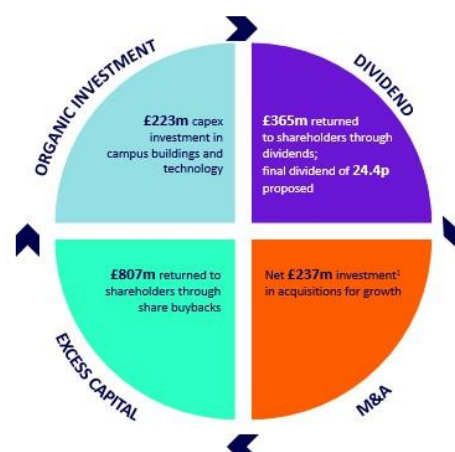 ORGANIC INVESTMENT
DIVIDEND
£223m capex
investment in
campus buildings and
technology
£365m returned
to shareholders through
dividends;
final dividend of 24.4p
proposed
£807m returned to
shareholders through
share buybacks
Net £237m investment¹
in acquisitions for growth
EXCESS CAPITAL
M&A